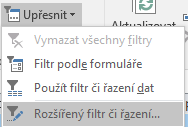 Upřesnit
Aktualizovat
Vymazat všechny filtry
Filtr podle formuláře
Použít filtr či řazení dat
Rozšířený filtr či řazení...